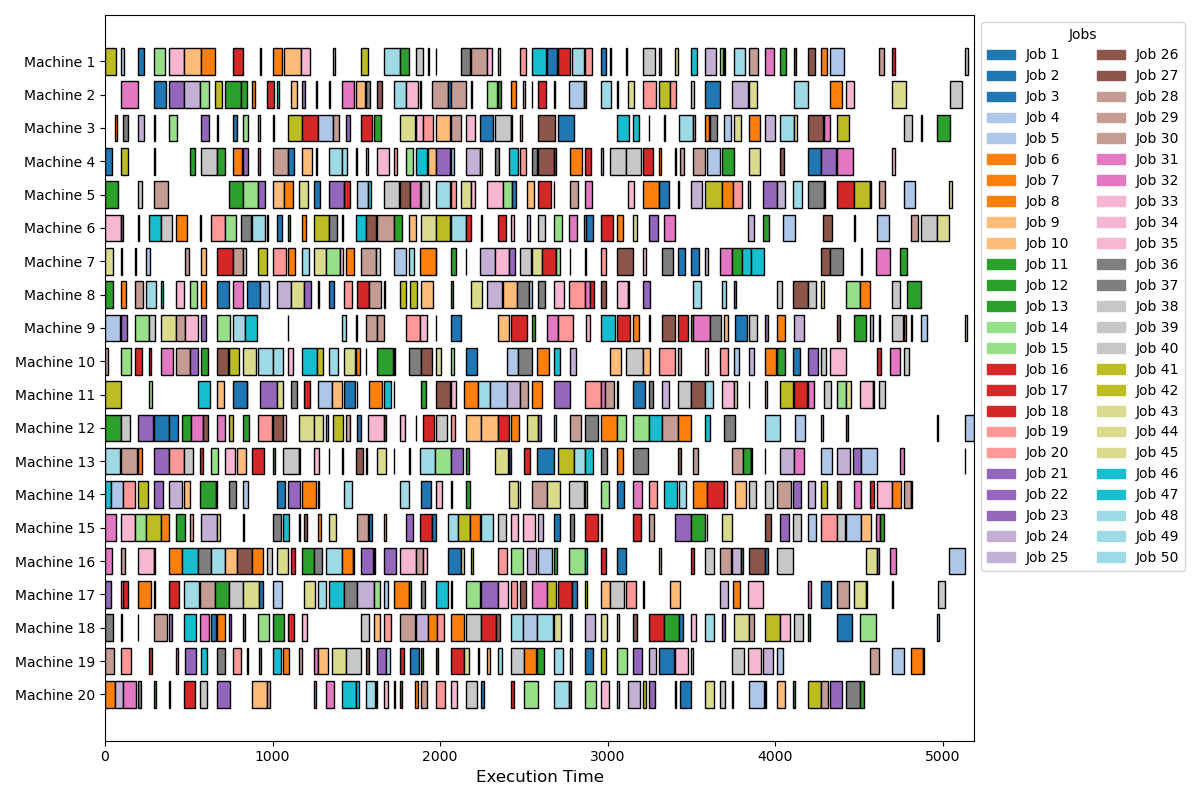 Machine 1
Machine 2
Machine 3
Machine 4
Machine 5
Machine 6
Machine 7
Machine 8
Machine 9
Machine 10
Machine 11
Machine 12
Machine 13
Machine 14
Machine 15
Machine 16
Machine 17
Machine 18
Machine 19
Machine 20
0 1000 2000 3000 4000 5000
Execution Time
Jobs
Job 1
Job 2
Job 3
Job 4
Job 5
Job 6
Job 7
Job 8
Job 9
Job 10
Job 11
Job 12
Job 13
Job 14
Job 15
Job 16
Job 17
Job 18
Job 19
Job 20
Job 21
Job 22
Job 23
Job 24
Job 25
Job 26
Job 27
Job 28
Job 29
Job 30
Job 31
Job 32
Job 33
Job 34
Job 35
Job 36
Job 37
Job 38
Job 39
Job 40
Job 41
Job 42
Job 43
Job 44
Job 45
Job 46
Job 47
Job 48
Job 49
Job 50